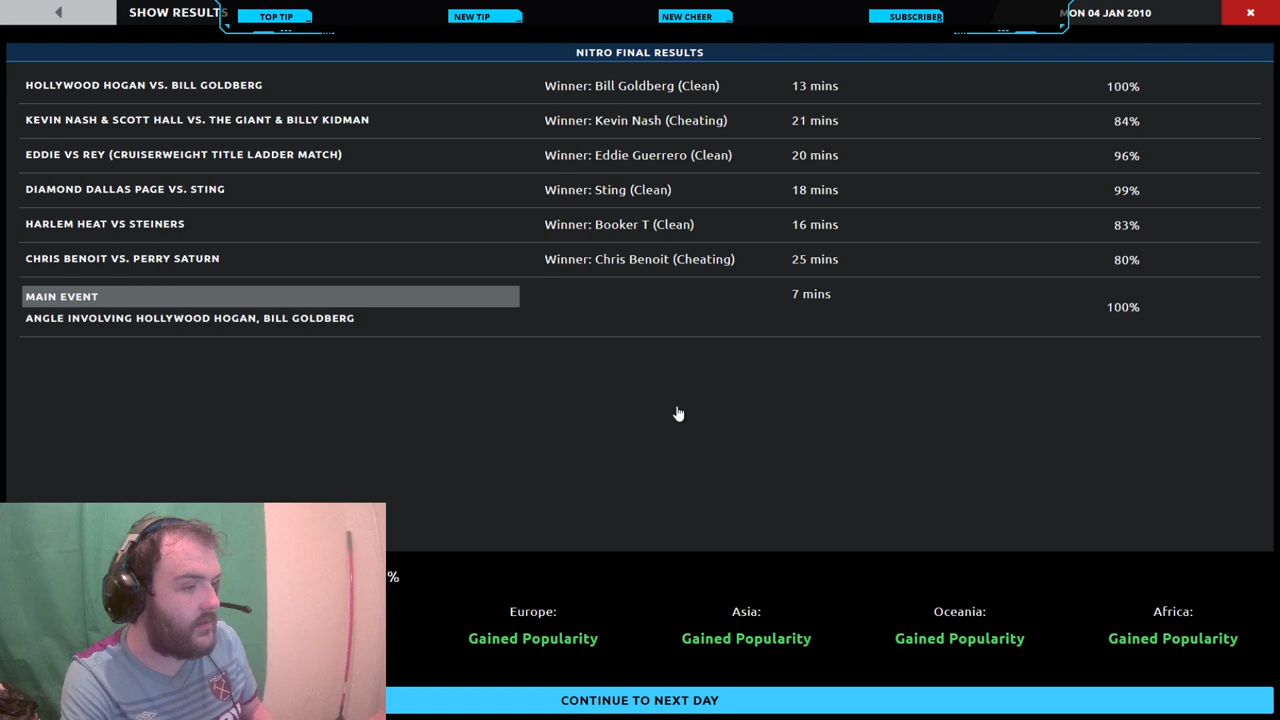 SHOW RESULTS
TOP TIP
NEW TIP
NEW CHEER
SUBSCRIBER
MON 04 JAN 2010
NITRO FINAL RESULTS
HOLLYWOOD HOGAN VS. BILL GOLDBERG Winner: Bill Goldberg (Clean) 13 mins 100%
KEVIN NASH & SCOTT HALL VS. THE GIANT & BILLY KIDMAN Winner: Kevin Nash (Cheating) 21 mins 84%
EDDIE VS REY (CRUISERWEIGHT TITLE LADDER MATCH) Winner: Eddie Guerrero (Clean) 20 mins 96%
DIAMOND DALLAS PAGE VS. STING Winner: Sting (Clean) 18 mins 99%
HARLEM HEAT VS STEINERS Winner: Booker T (Clean) 16 mins 83%
CHRIS BENOIT VS. PERRY SATURN Winner: Chris Benoit (Cheating) 25 mins 80%
MAIN EVENT 7 mins
ANGLE INVOLVING HOLLYWOOD HOGAN, BILL GOLDBERG 100%
%
Europe: Asia: Oceania: Africa:
Gained Popularity Gained Popularity Gained Popularity Gained Popularity
CONTINUE TO NEXT DAY